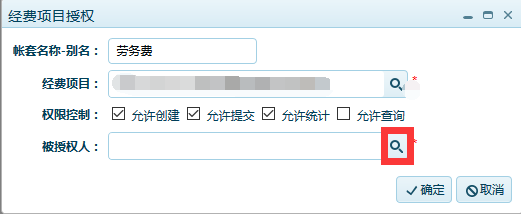 经费项目授权
帐套名称-别名： 劳务费
经费项目： *
权限控制： 允许创建 允许提交 允许统计 允许查询
被授权人： *
确定 取消